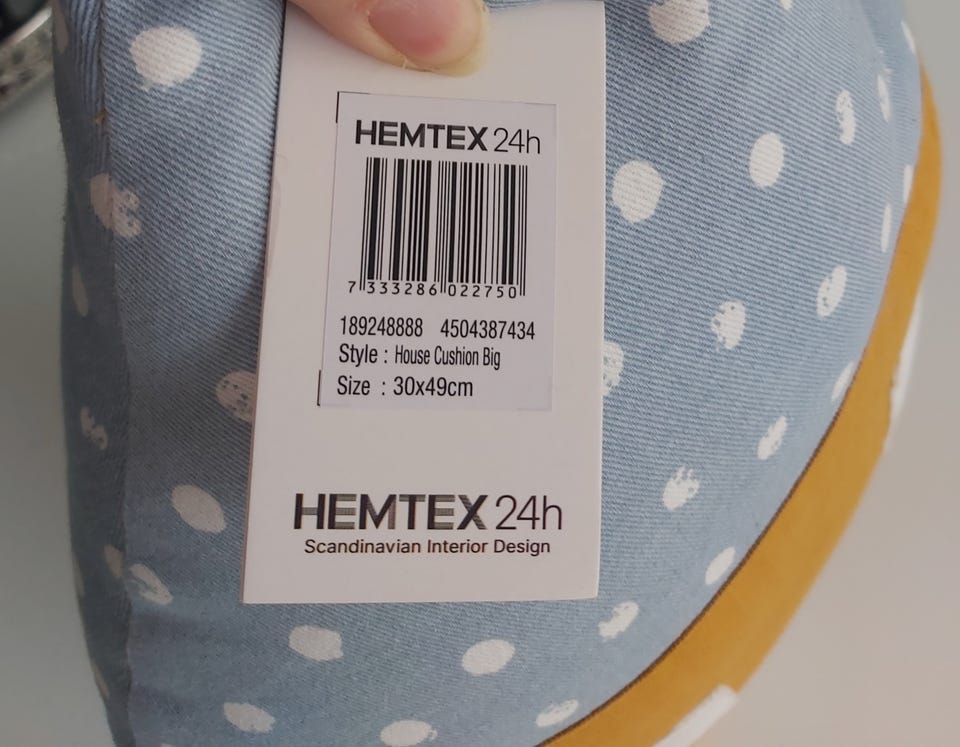 HEMTEX 24h
7 333286 022750
189248888 4504387434
Style : House Cushion Big
Size : 30x49cm
HEMTEX 24h
Scandinavian Interior Design